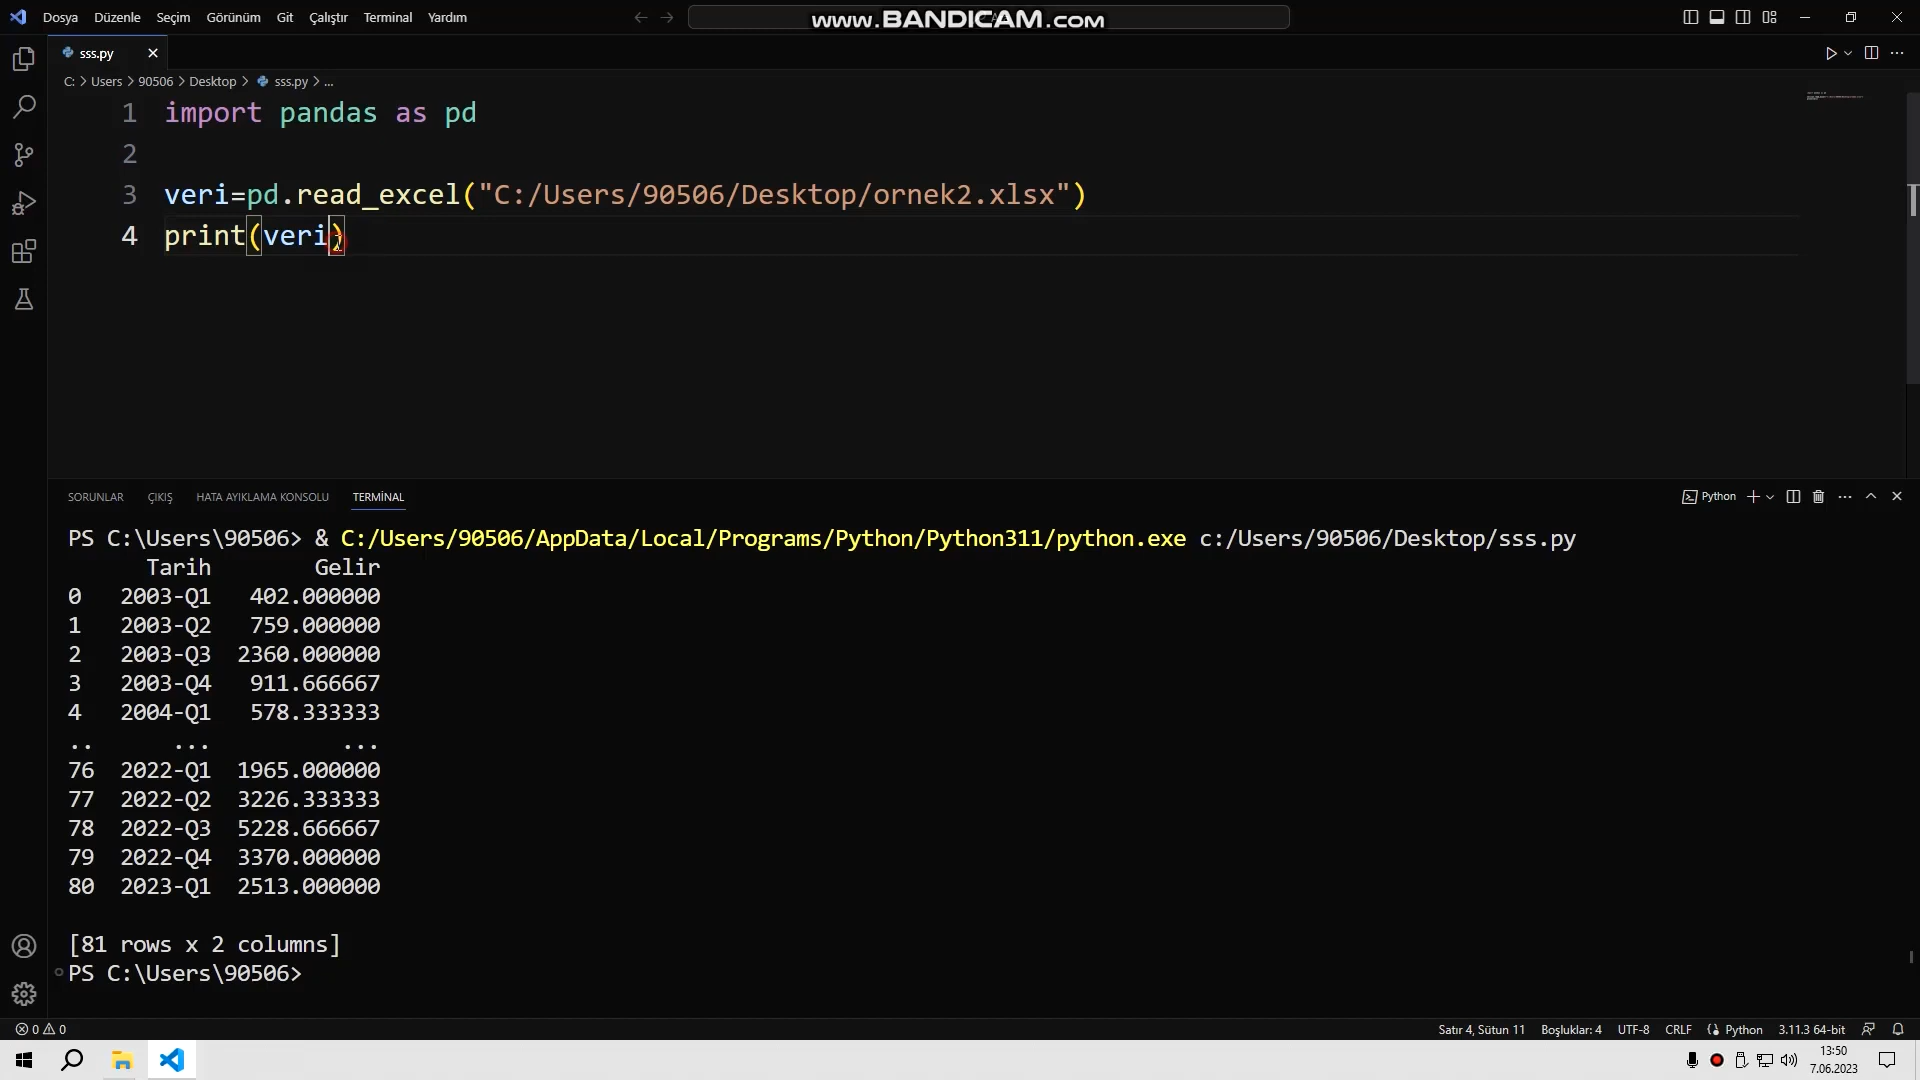 Dosya Düzenle Seçim Görünüm Git Çalıştır Terminal Yardım
www.BANDICAM.com
sss.py
C: > Users > 90506 > Desktop > sss.py > ...
1 import pandas as pd
2
3 veri=pd.read_excel("C:/Users/90506/Desktop/ornek2.xlsx")
4 print(veri)
SORUNLAR ÇIKIŞ HATA AYIKLAMA KONSOLU TERMİNAL
Python
PS C:\Users\90506> & C:/Users/90506/AppData/Local/Programs/Python/Python311/python.exe c:/Users/90506/Desktop/sss.py
Tarih Gelir
0 2003-Q1 402.000000
1 2003-Q2 759.000000
2 2003-Q3 2360.000000
3 2003-Q4 911.666667
4 2004-Q1 578.333333
.. ... ...
76 2022-Q1 1965.000000
77 2022-Q2 3226.333333
78 2022-Q3 5228.666667
79 2022-Q4 3370.000000
80 2023-Q1 2513.000000
[81 rows x 2 columns]
PS C:\Users\90506>
0 0
Satır 4, Sütun 11 Boşluklar: 4 UTF-8 CRLF Python 3.11.3 64-bit
13:50
7.06.2023